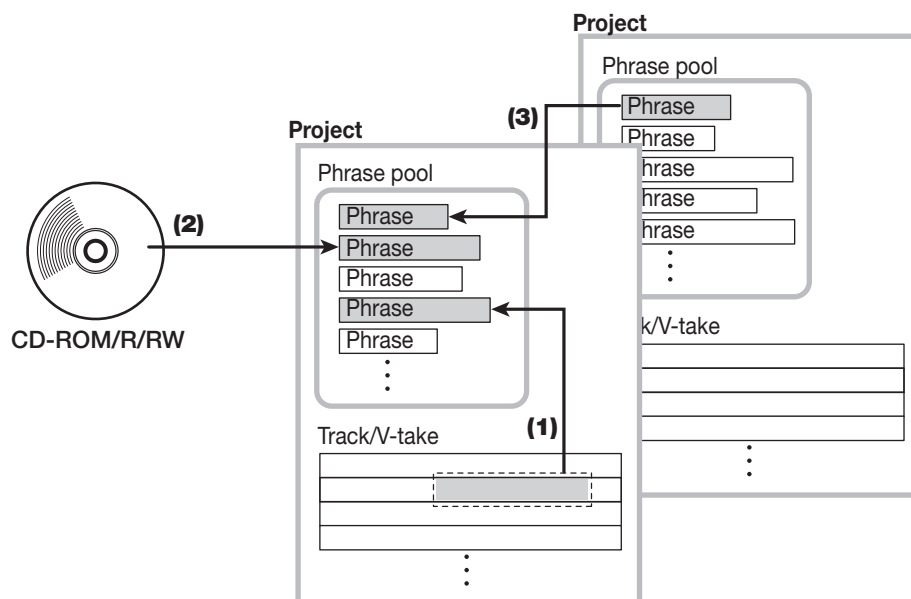 Project
Phrase pool
Phrase
Phrase
hrase
hrase
hrase
k/V-take
(3)
Project
Phrase pool
Phrase
Phrase
Phrase
Phrase
Phrase
(2)
CD-ROM/R/RW
(1)
Track/V-take